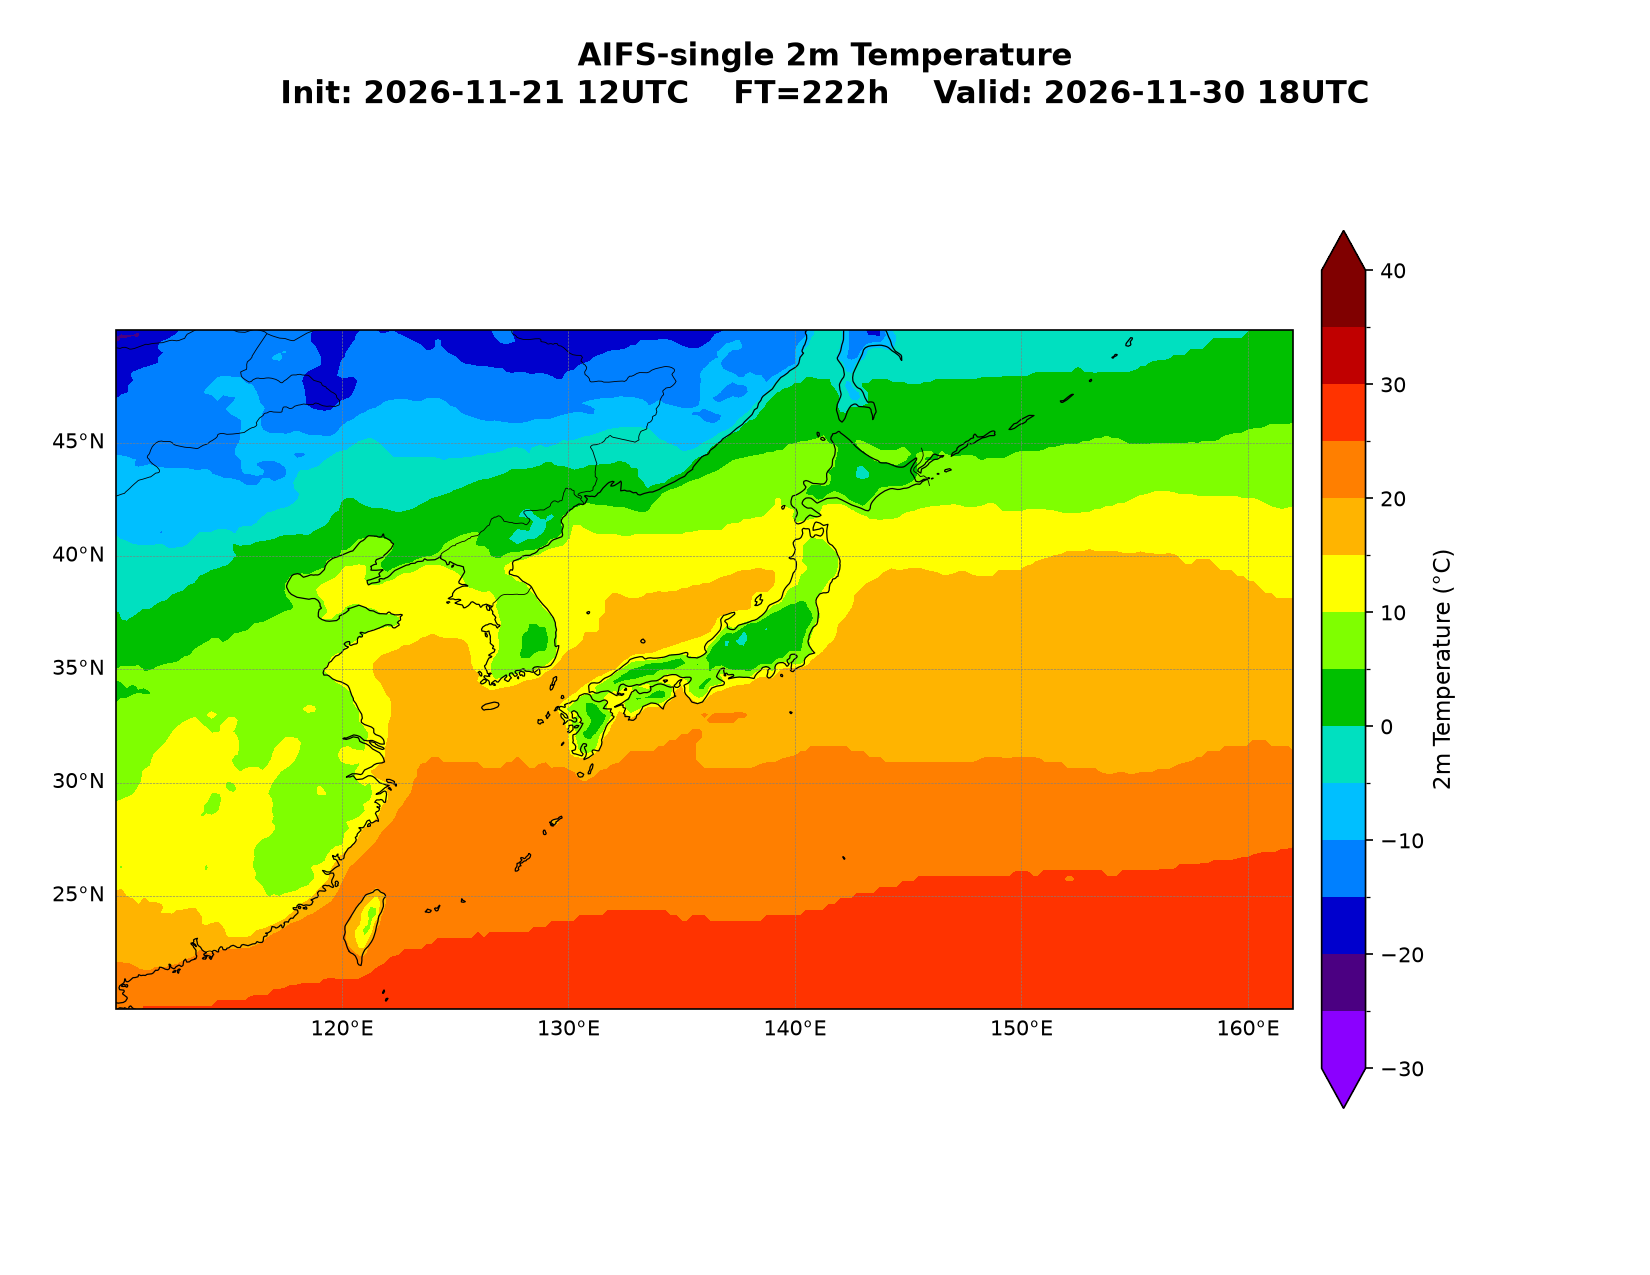 AIFS-single 2m Temperature
Init: 2026-11-21 12UTC    FT=222h    Valid: 2026-11-30 18UTC
45°N
40°N
35°N
30°N
25°N
120°E
130°E
140°E
150°E
160°E
40
30
20
10
0
−10
−20
−30
2m Temperature (°C)